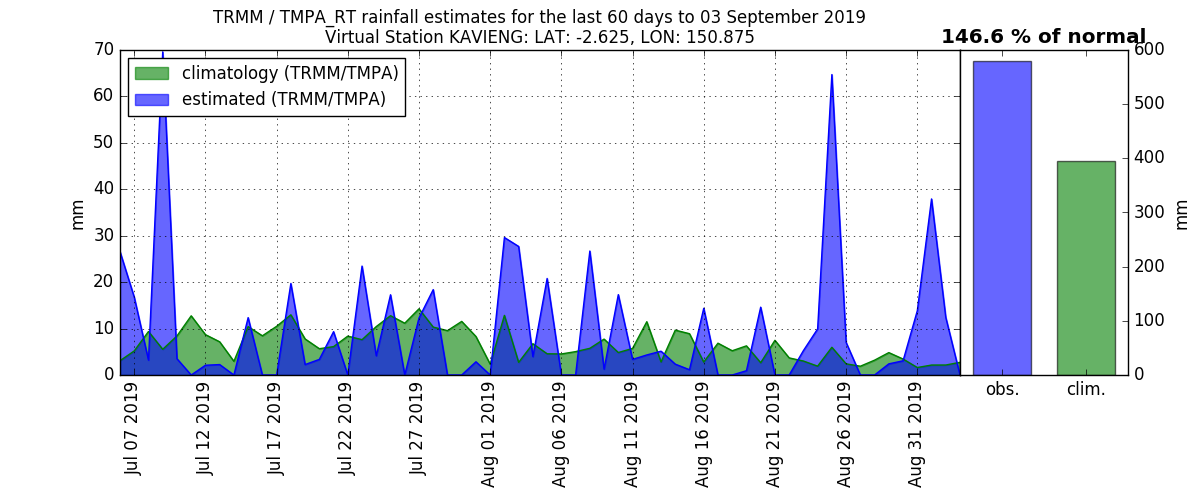 TRMM / TMPA_RT rainfall estimates for the last 60 days to 03 September 2019
Virtual Station KAVIENG: LAT: -2.625, LON: 150.875
146.6 % of normal
climatology (TRMM/TMPA)
estimated (TRMM/TMPA)
70
60
50
40
30
20
10
0
mm
Jul 07 2019
Jul 12 2019
Jul 17 2019
Jul 22 2019
Jul 27 2019
Aug 01 2019
Aug 06 2019
Aug 11 2019
Aug 16 2019
Aug 21 2019
Aug 26 2019
Aug 31 2019
obs.
clim.
600
500
400
300
200
100
0
mm